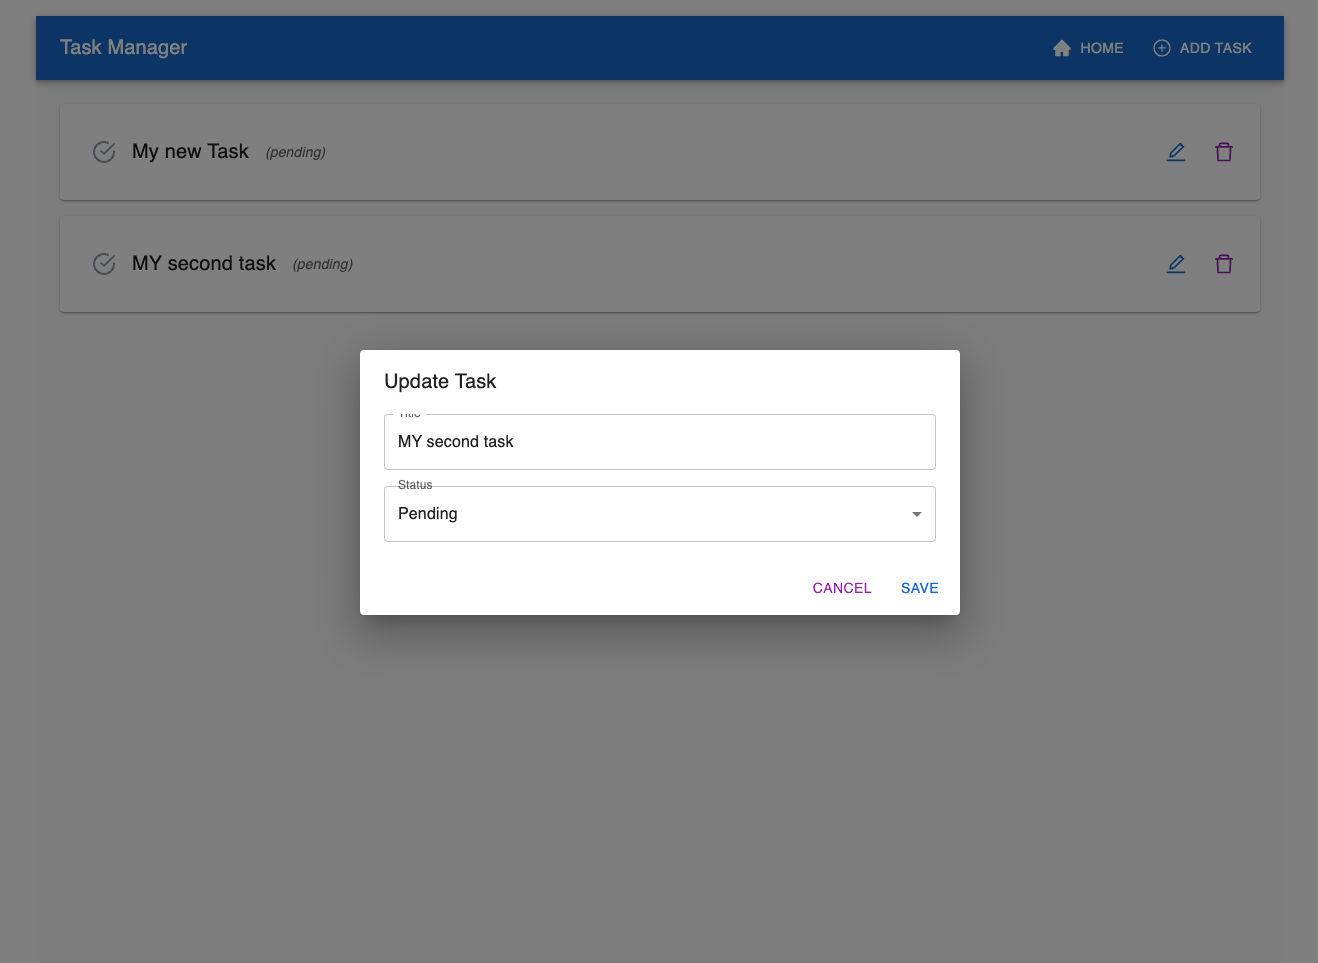 Task Manager
HOME
ADD TASK
My new Task (pending)
MY second task (pending)
Update Task
Title
MY second task
Status
Pending
CANCEL
SAVE